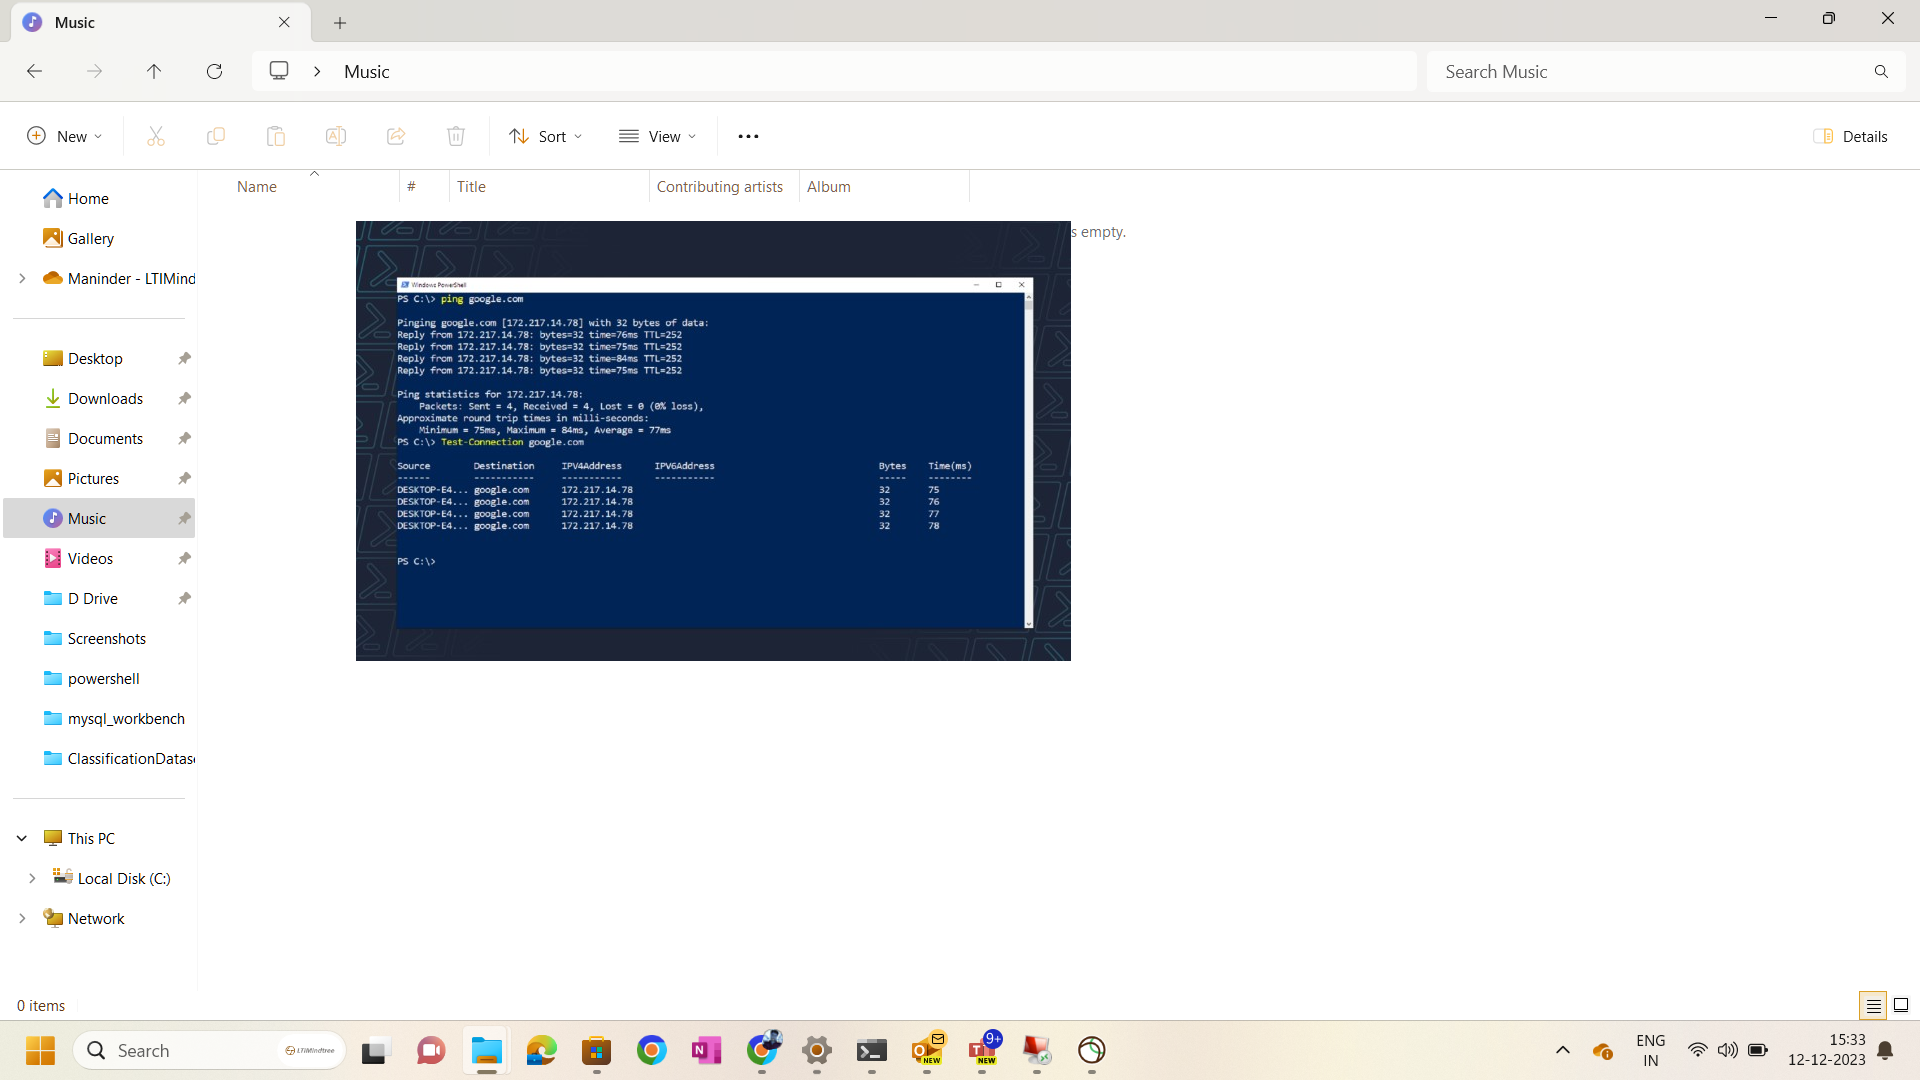 Music
Music
Search Music
New
Sort
View
Details
Name
#
Title
Contributing artists
Album
s empty.
Home
Gallery
Maninder - LTIMind
Desktop
Downloads
Documents
Pictures
Music
Videos
D Drive
Screenshots
powershell
mysql_workbench
ClassificationDatas
This PC
Local Disk (C:)
Network
Windows PowerShell
PS C:\> ping google.com
Pinging google.com [172.217.14.78] with 32 bytes of data:
Reply from 172.217.14.78: bytes=32 time=76ms TTL=252
Reply from 172.217.14.78: bytes=32 time=75ms TTL=252
Reply from 172.217.14.78: bytes=32 time=84ms TTL=252
Reply from 172.217.14.78: bytes=32 time=75ms TTL=252
Ping statistics for 172.217.14.78:
Packets: Sent = 4, Received = 4, Lost = 0 (0% loss),
Approximate round trip times in milli-seconds:
Minimum = 75ms, Maximum = 84ms, Average = 77ms
PS C:\> Test-Connection google.com
Source Destination IPV4Address IPV6Address Bytes Time(ms)
------ ----------- ----------- ----------- ----- --------
DESKTOP-E4... google.com 172.217.14.78 32 75
DESKTOP-E4... google.com 172.217.14.78 32 76
DESKTOP-E4... google.com 172.217.14.78 32 77
DESKTOP-E4... google.com 172.217.14.78 32 78
PS C:\>
0 items
Search
LTIMindtree
NEW
9+
NEW
ENG
IN
15:33
12-12-2023